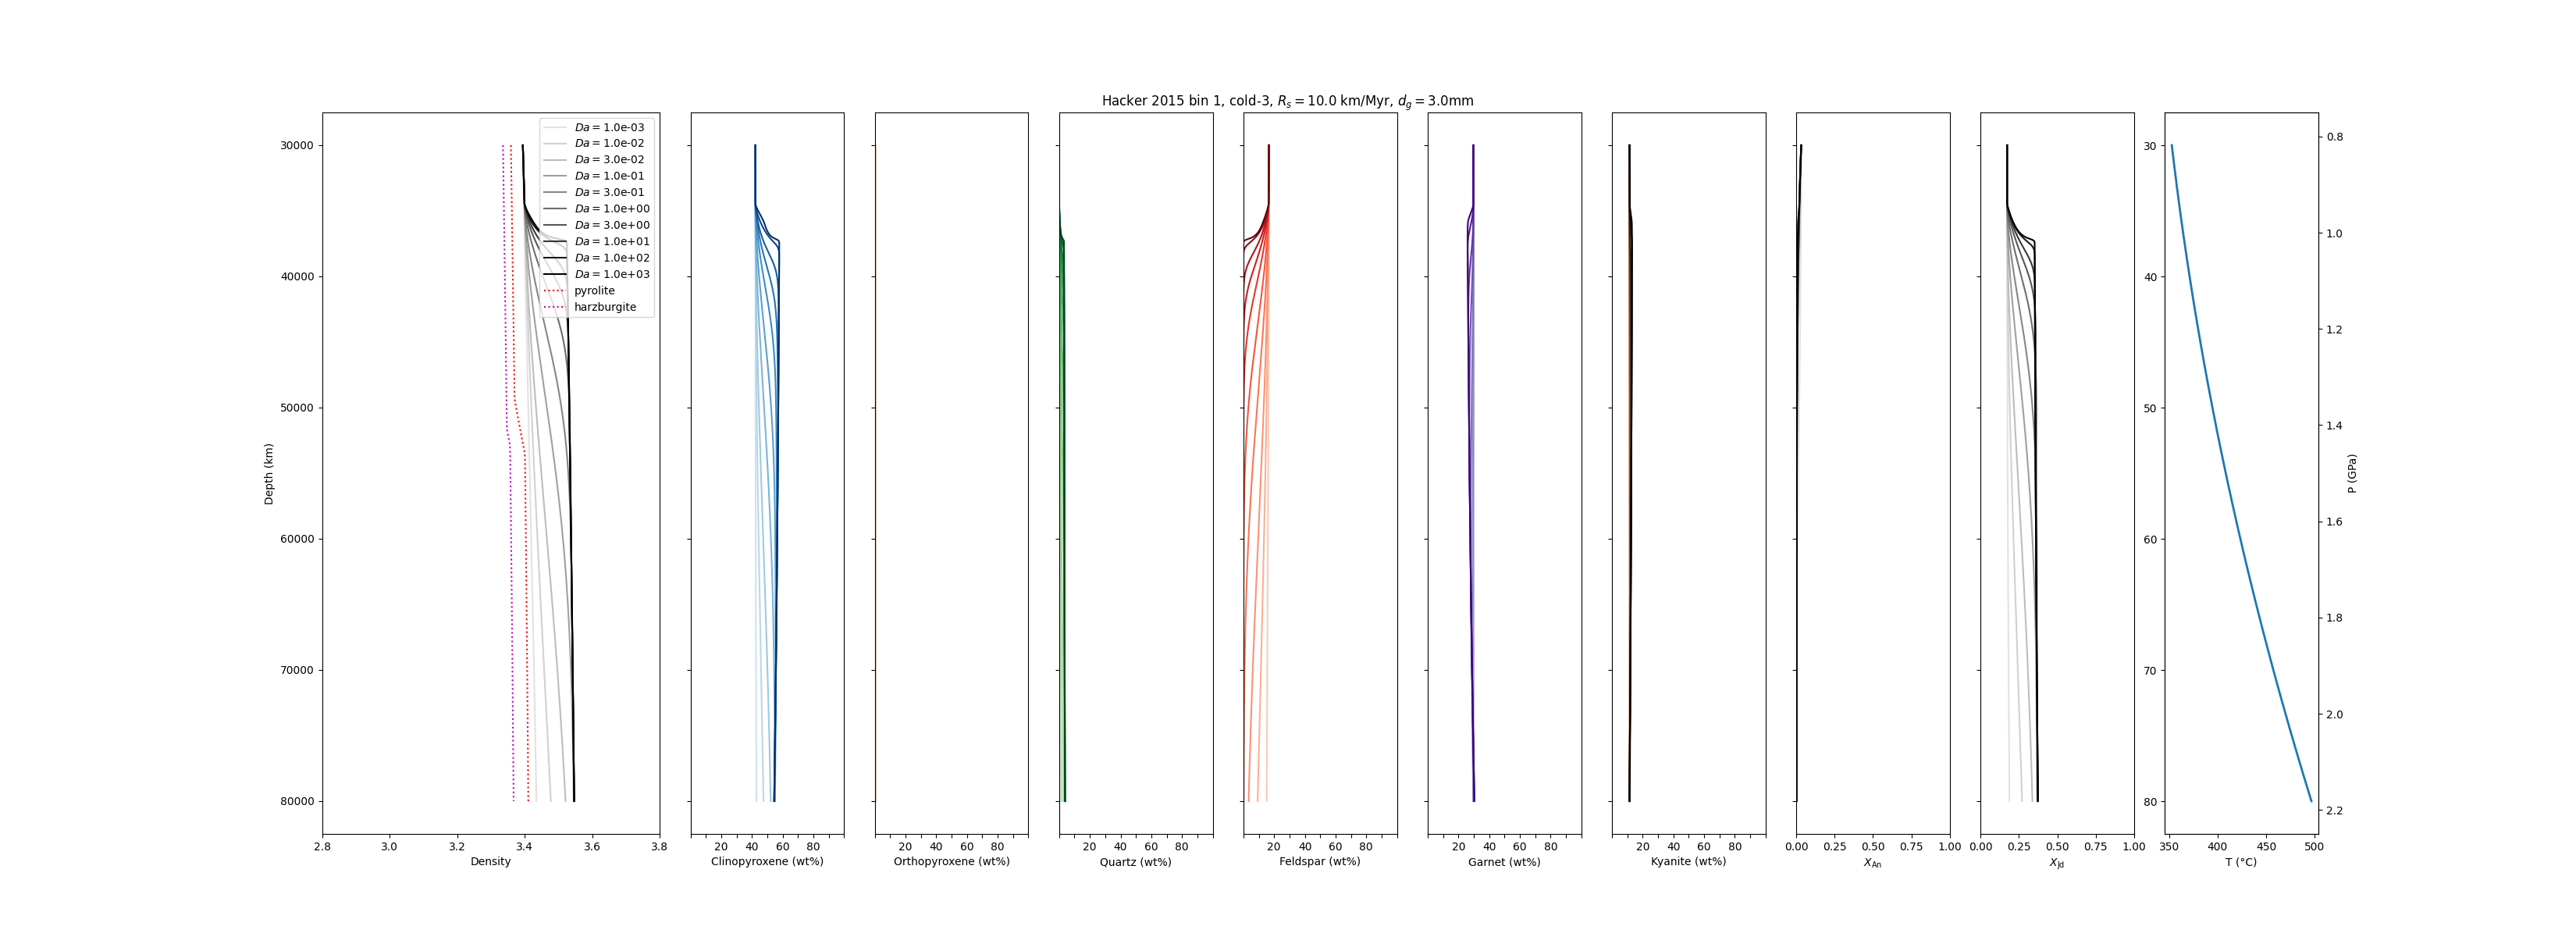 Hacker 2015 bin 1, cold-3, R_s = 10.0 km/Myr, d_g = 3.0mm
Da = 1.0e-03
Da = 1.0e-02
Da = 3.0e-02
Da = 1.0e-01
Da = 3.0e-01
Da = 1.0e+00
Da = 3.0e+00
Da = 1.0e+01
Da = 1.0e+02
Da = 1.0e+03
pyrolite
harzburgite
Depth (km)
30000
40000
50000
60000
70000
80000
2.8 3.0 3.2 3.4 3.6 3.8
Density
20 40 60 80
Clinopyroxene (wt%)
20 40 60 80
Orthopyroxene (wt%)
20 40 60 80
Quartz (wt%)
20 40 60 80
Feldspar (wt%)
20 40 60 80
Garnet (wt%)
20 40 60 80
Kyanite (wt%)
0.00 0.25 0.50 0.75 1.00
X_An
0.00 0.25 0.50 0.75 1.00
X_Jd
30
40
50
60
70
80
350 400 450 500
T (°C)
0.8
1.0
1.2
1.4
1.6
1.8
2.0
2.2
P (GPa)